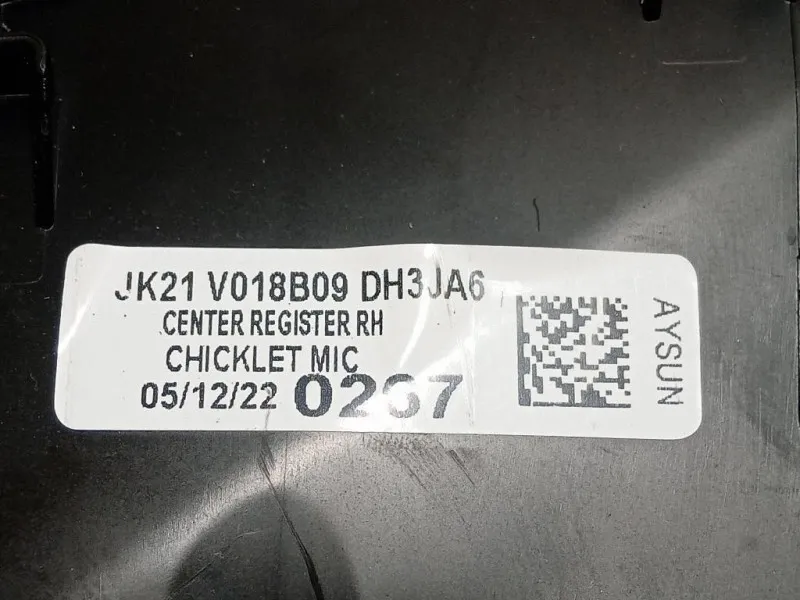 JK21 V018B09 DH3JA6
CENTER REGISTER RH
CHICKLET MIC
05/12/22 0267
AYSUN